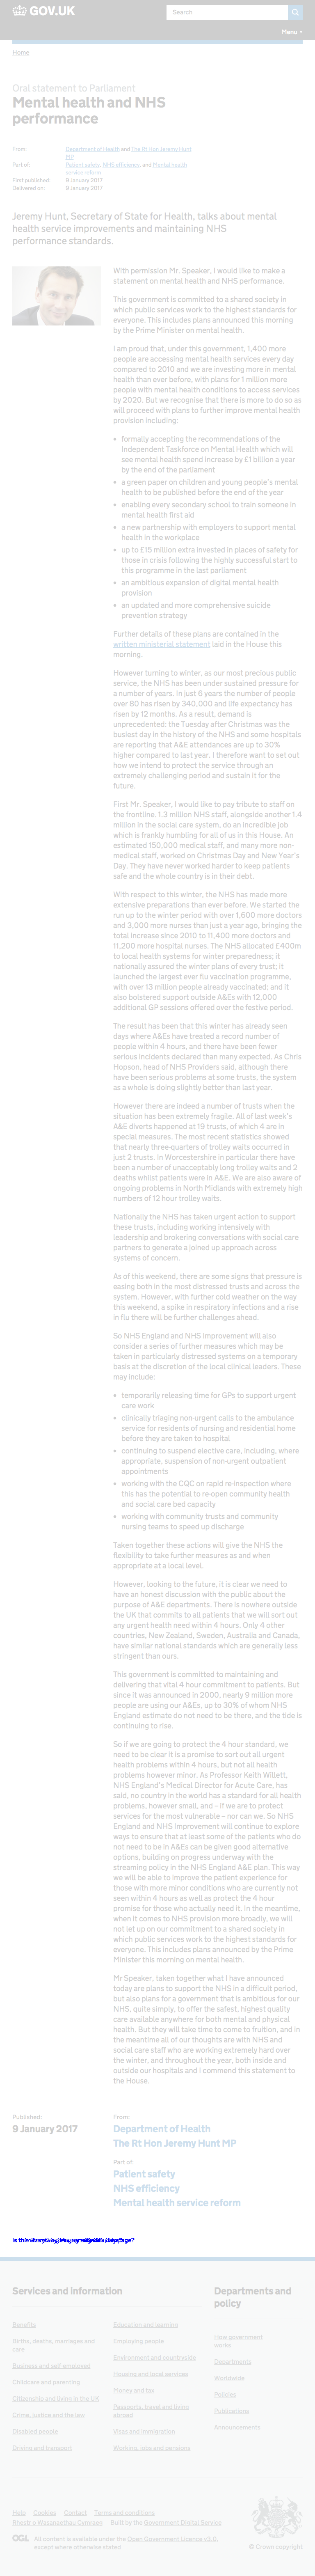 GOV.UK
Search
Menu
Home
Oral statement to Parliament
Mental health and NHS
performance
From: Department of Health and The Rt Hon Jeremy Hunt
MP
Part of: Patient safety, NHS efficiency, and Mental health
service reform
First published: 9 January 2017
Delivered on: 9 January 2017
Jeremy Hunt, Secretary of State for Health, talks about mental
health service improvements and maintaining NHS
performance standards.
With permission Mr. Speaker, I would like to make a
statement on mental health and NHS performance.
This government is committed to a shared society in
which public services work to the highest standards for
everyone. This includes plans announced this morning
by the Prime Minister on mental health.
I am proud that, under this government, 1,400 more
people are accessing mental health services every day
compared to 2010 and we are investing more in mental
health than ever before, with plans for 1 million more
people with mental health conditions to access services
by 2020. But we recognise that there is more to do so as
will proceed with plans to further improve mental health
provision including:
• formally accepting the recommendations of the
Independent Taskforce on Mental Health which will
see mental health spend increase by £1 billion a year
by the end of the parliament
• a green paper on children and young people's mental
health to be published before the end of the year
• enabling every secondary school to train someone in
mental health first aid
• a new partnership with employers to support mental
health in the workplace
• up to £15 million extra invested in places of safety for
those in crisis following the highly successful start to
this programme in the last parliament
• an ambitious expansion of digital mental health
provision
• an updated and more comprehensive suicide
prevention strategy
Further details of these plans are contained in the
written ministerial statement laid in the House this
morning.
However turning to winter, as our most precious public
service, the NHS has been under sustained pressure for
a number of years. In just 6 years the number of people
over 80 has risen by 340,000 and life expectancy has
risen by 12 months. As a result, demand is
unprecedented: the Tuesday after Christmas was the
busiest day in the history of the NHS and some hospitals
are reporting that A&E attendances are up to 30%
higher compared to last year. I therefore want to set out
how we intend to protect the service through an
extremely challenging period and sustain it for the
future.
First Mr. Speaker, I would like to pay tribute to staff on
the frontline. 1.3 million NHS staff, alongside another 1.4
million in the social care system, do an incredible job
which is frankly humbling for all of us in this House. An
estimated 150,000 medical staff, and many more non-
medical staff, worked on Christmas Day and New Year's
Day. They have never worked harder to keep patients
safe and the whole country is in their debt.
With respect to this winter, the NHS has made more
extensive preparations than ever before. We started the
run up to the winter period with over 1,600 more doctors
and 3,000 more nurses than just a year ago, bringing the
total increase since 2010 to 11,400 more doctors and
11,200 more hospital nurses. The NHS allocated £400m
to local health systems for winter preparedness; it
nationally assured the winter plans of every trust; it
launched the largest ever flu vaccination programme,
with over 13 million people already vaccinated; and it
also bolstered support outside A&Es with 12,000
additional GP sessions offered over the festive period.
The result has been that this winter has already seen
days where A&Es have treated a record number of
people within 4 hours, and there have been fewer
serious incidents declared than many expected. As Chris
Hopson, head of NHS Providers said, although there
have been serious problems at some trusts, the system
as a whole is doing slightly better than last year.
However there are indeed a number of trusts where the
situation has been extremely fragile. All of last week's
A&E diverts happened at 19 trusts, of which 4 are in
special measures. The most recent statistics showed
that nearly three-quarters of trolley waits occurred in
just 2 trusts. In Worcestershire in particular there have
been a number of unacceptably long trolley waits and 2
deaths whilst patients were in A&E. We are also aware of
ongoing problems in North Midlands with extremely high
numbers of 12 hour trolley waits.
Nationally the NHS has taken urgent action to support
these trusts, including working intensively with
leadership and brokering conversations with social care
partners to generate a joined up approach across
systems of concern.
As of this weekend, there are some signs that pressure is
easing both in the most distressed trusts and across the
system. However, with further cold weather on the way
this weekend, a spike in respiratory infections and a rise
in flu there will be further challenges ahead.
So NHS England and NHS Improvement will also
consider a series of further measures which may be
taken in particularly distressed systems on a temporary
basis at the discretion of the local clinical leaders. These
may include:
• temporarily releasing time for GPs to support urgent
care work
• clinically triaging non-urgent calls to the ambulance
service for residents of nursing and residential home
before they are taken to hospital
• continuing to suspend elective care, including, where
appropriate, suspension of non-urgent outpatient
appointments
• working with the CQC on rapid re-inspection where
this has the potential to re-open community health
and social care bed capacity
• working with community trusts and community
nursing teams to speed up discharge
Taken together these actions will give the NHS the
flexibility to take further measures as and when
appropriate at a local level.
However, looking to the future, it is clear we need to
have an honest discussion with the public about the
purpose of A&E departments. There is nowhere outside
the UK that commits to all patients that we will sort out
any urgent health need within 4 hours. Only 4 other
countries, New Zealand, Sweden, Australia and Canada,
have similar national standards which are generally less
stringent than ours.
This government is committed to maintaining and
delivering that vital 4 hour commitment to patients. But
since it was announced in 2000, nearly 9 million more
people are using our A&Es, up to 30% of whom NHS
England estimate do not need to be there, and the tide is
continuing to rise.
So if we are going to protect the 4 hour standard, we
need to be clear it is a promise to sort out all urgent
health problems within 4 hours, but not all health
problems however minor. As Professor Keith Willett,
NHS England's Medical Director for Acute Care, has
said, no country in the world has a standard for all health
problems, however small, and – if we are to protect
services for the most vulnerable – nor can we. So NHS
England and NHS Improvement will continue to explore
ways to ensure that at least some of the patients who do
not need to be in A&Es can be given good alternative
options, building on progress underway with the
streaming policy in the NHS England A&E plan. This way
we will be able to improve the patient experience for
those with more minor conditions who are currently not
seen within 4 hours as well as protect the 4 hour
promise for those who actually need it. In the meantime,
when it comes to NHS provision more broadly, we will
not let up on our commitment to a shared society in
which public services work to the highest standards for
everyone. This includes plans announced by the Prime
Minister this morning on mental health.
Mr Speaker, taken together what I have announced
today are plans to support the NHS in a difficult period,
but also plans for a government that is ambitious for our
NHS, quite simply, to offer the safest, highest quality
care available anywhere for both mental and physical
health. But they will take time to come to fruition, and in
the meantime all of our thoughts are with NHS and
social care staff who are working extremely hard over
the winter, and throughout the year, both inside and
outside our hospitals and I commend this statement to
the House.
Published:
9 January 2017
From:
Department of Health
The Rt Hon Jeremy Hunt MP
Part of:
Patient safety
NHS efficiency
Mental health service reform
Services and information
Benefits
Births, deaths, marriages and
care
Business and self-employed
Childcare and parenting
Citizenship and living in the UK
Crime, justice and the law
Disabled people
Driving and transport
Education and learning
Employing people
Environment and countryside
Housing and local services
Money and tax
Passports, travel and living
abroad
Visas and immigration
Working, jobs and pensions
Departments and
policy
How government
works
Departments
Worldwide
Policies
Publications
Announcements
Help Cookies Contact Terms and conditions
Rhestr o Wasanaethau Cymraeg Built by the Government Digital Service
OGL All content is available under the Open Government Licence v3.0,
except where otherwise stated
© Crown copyright